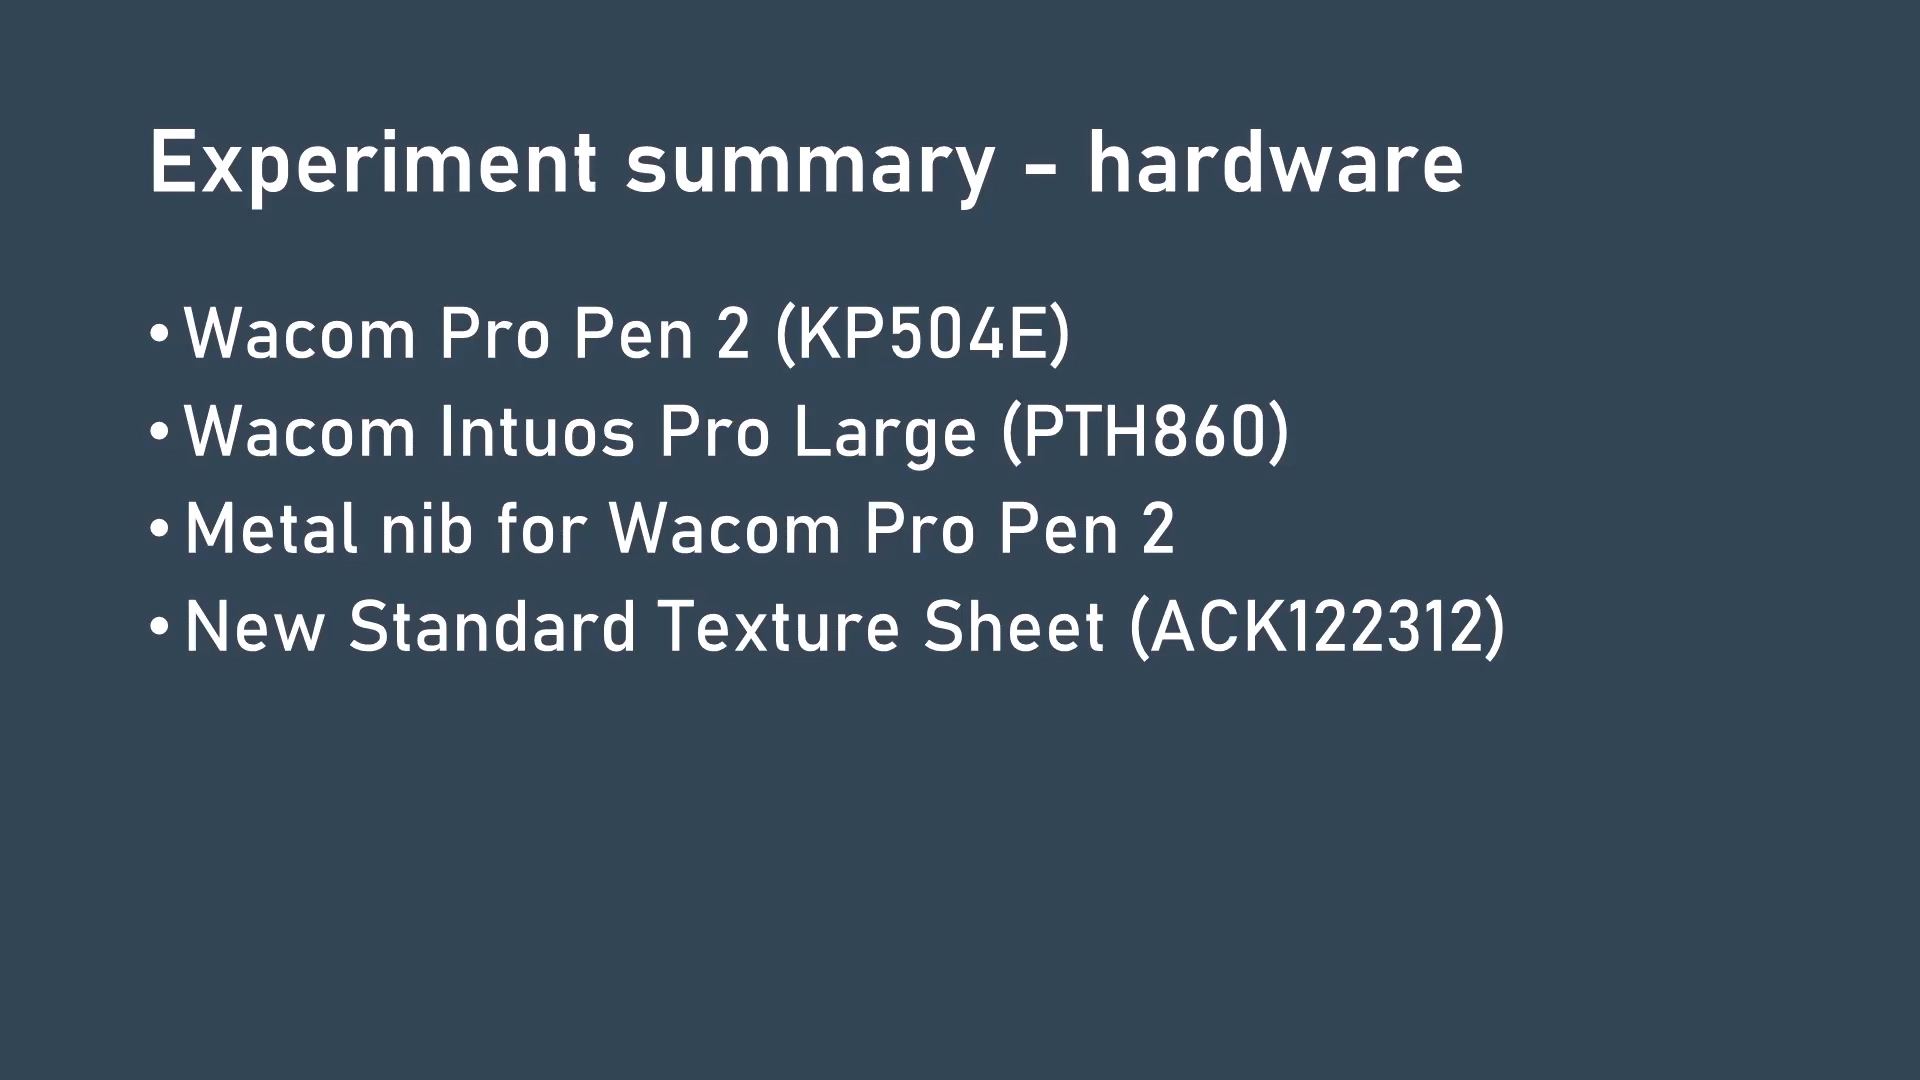 Experiment summary - hardware
• Wacom Pro Pen 2 (KP504E)
• Wacom Intuos Pro Large (PTH860)
• Metal nib for Wacom Pro Pen 2
• New Standard Texture Sheet (ACK122312)